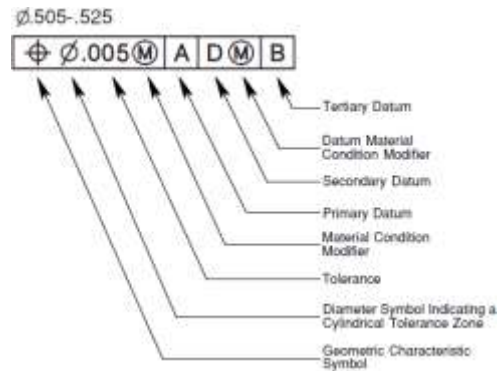 Ø.505-.525
⌖ Ø.005Ⓜ A DⓂ B
Tertiary Datum
Datum Material
Condition Modifier
Secondary Datum
Primary Datum
Material Condition
Modifier
Tolerance
Diameter Symbol Indicating a
Cylindrical Tolerance Zone
Geometric Characteristic
Symbol